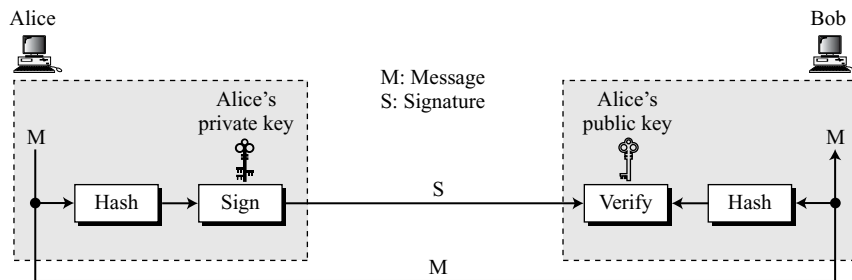 Alice
Bob
M: Message
S: Signature
Alice's
private key
Alice's
public key
M
M
Hash
Sign
S
Verify
Hash
M